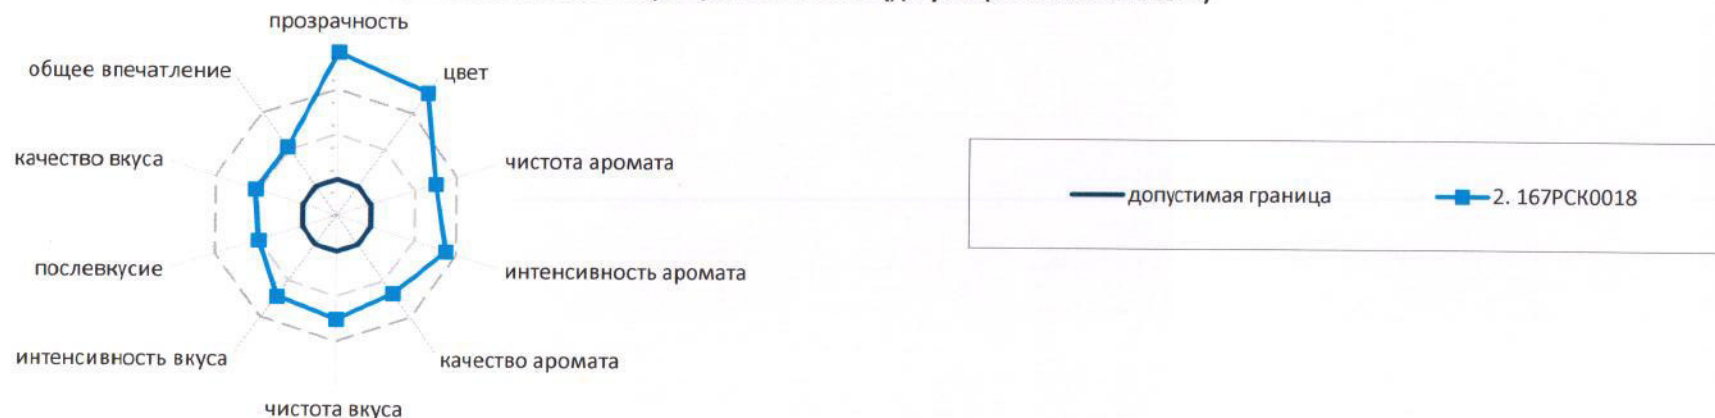 прозрачность
общее впечатление
цвет
качество вкуса
чистота аромата
послевкусие
интенсивность аромата
интенсивность вкуса
качество аромата
чистота вкуса
допустимая граница
2. 167РСК0018